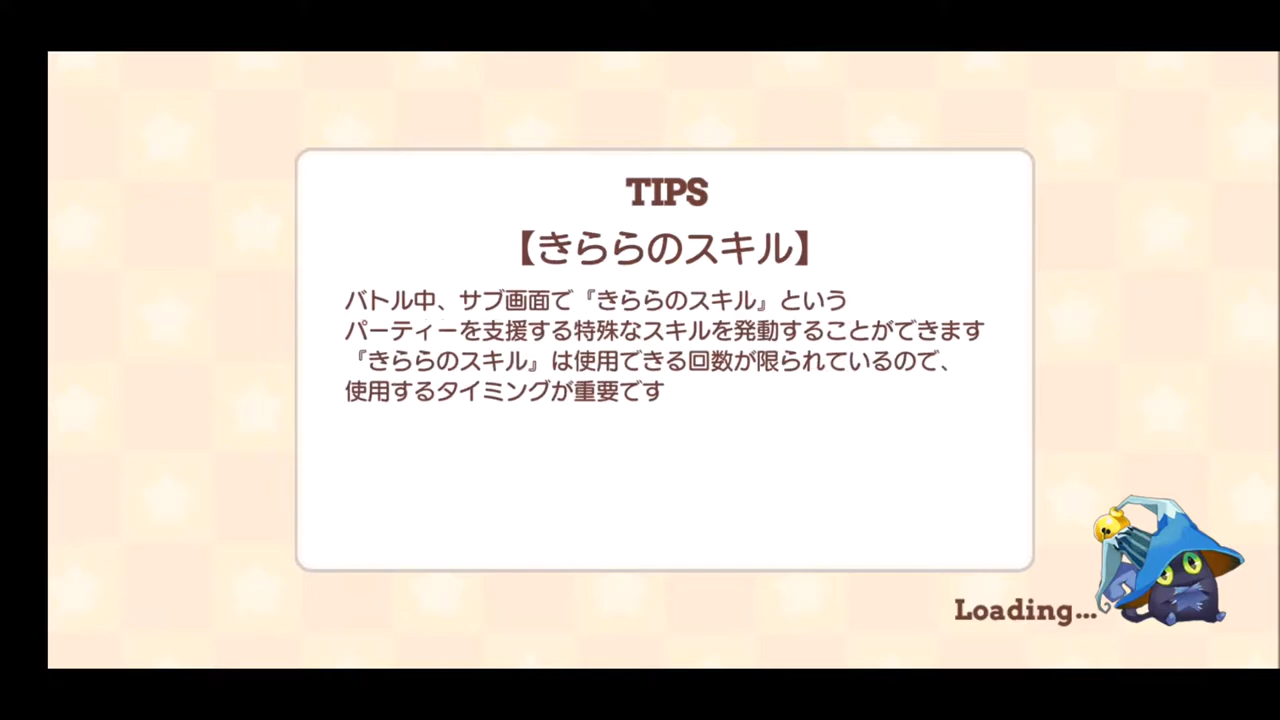 TIPS
【きららのスキル】
バトル中、サブ画面で『きららのスキル』という
パーティーを支援する特殊なスキルを発動することができます
『きららのスキル』は使用できる回数が限られているので、
使用するタイミングが重要です
Loading...